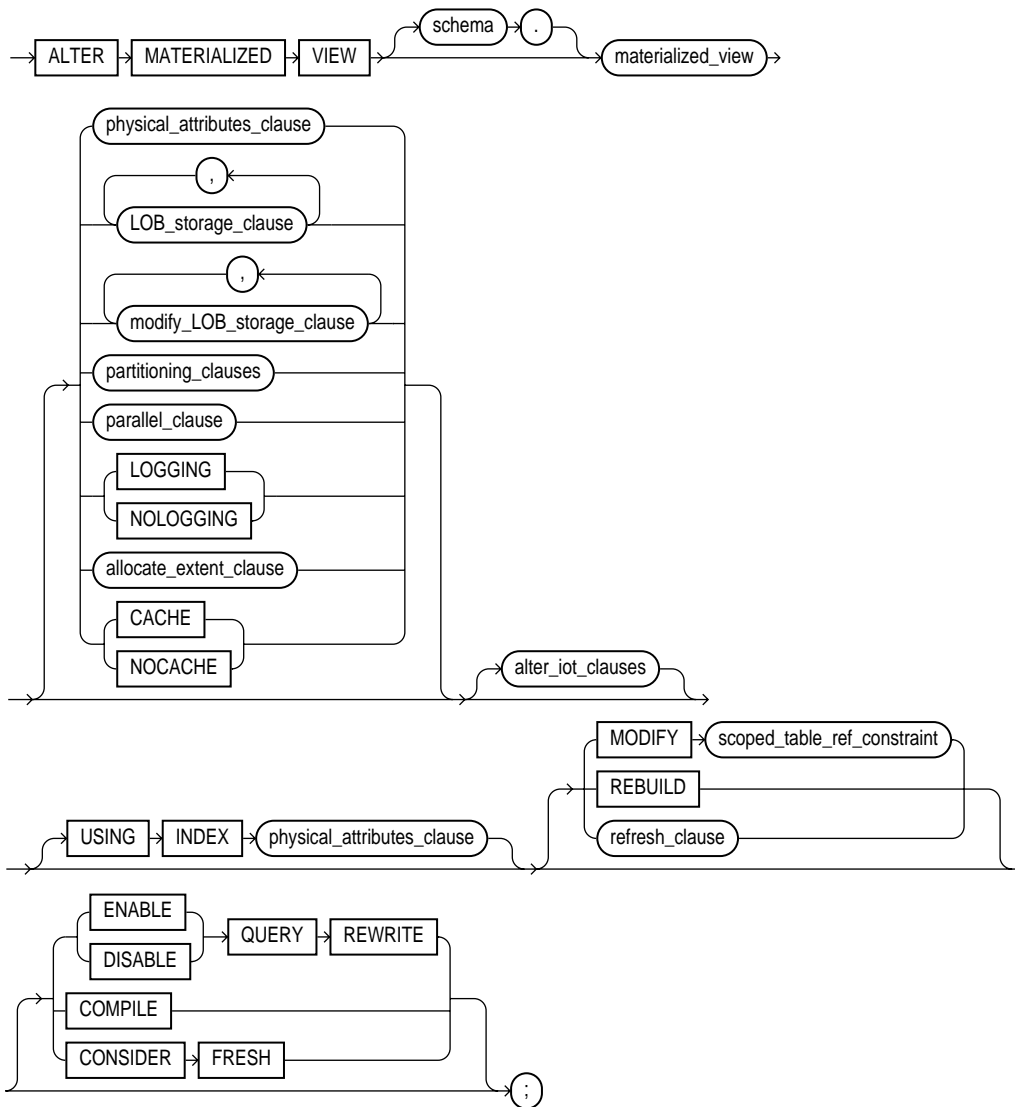 schema .
ALTER MATERIALIZED VIEW materialized_view
physical_attributes_clause
,
LOB_storage_clause
,
modify_LOB_storage_clause
partitioning_clauses
parallel_clause
LOGGING
NOLOGGING
allocate_extent_clause
CACHE
NOCACHE
alter_iot_clauses
MODIFY scoped_table_ref_constraint
REBUILD
refresh_clause
USING INDEX physical_attributes_clause
ENABLE
DISABLE
QUERY REWRITE
COMPILE
CONSIDER FRESH
;